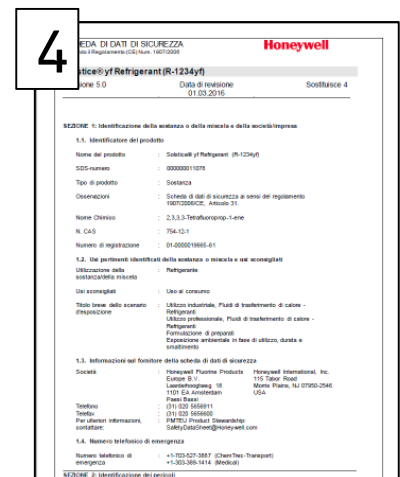 4
HEDA DI DATI DI SICUREZZA
Honeywell
ndo il Regolamento (CE) Num. 1907/2006
lstice® yf Refrigerant (R-1234yf)
sione 5.0 Data di revisione Sostituisce 4
01.03.2016
SEZIONE 1: Identificazione della sostanza o della miscela e della società/impresa
1.1. Identificatore del prodotto
Nome del prodotto : Solstice® yf Refrigerant (R-1234yf)
SDS-numero : 000000011078
Tipo di prodotto : Sostanza
Osservazioni : Scheda di dati di sicurezza ai sensi del regolamento
1907/2006/CE, Articolo 31.
Nome Chimico : 2,3,3,3-Tetrafluoroprop-1-ene
N. CAS : 754-12-1
Numero di registrazione : 01-0000019665-61
1.2. Usi pertinenti identificati della sostanza o miscela e usi sconsigliati
Utilizzazione della : Refrigerante
sostanza/della miscela
Usi sconsigliati : Uso al consumo
Titolo breve dello scenario : Utilizzo industriale, Fluidi di trasferimento di calore -
d'esposizione Refrigeranti
Utilizzo professionale, Fluidi di trasferimento di calore -
Refrigeranti
Formulazione di preparati
Esposizione ambientale in fase di utilizzo, durata e
smaltimento
1.3. Informazioni sul fornitore della scheda di dati di sicurezza
Società : Honeywell Fluorine Products Honeywell International, Inc.
Europe B.V. 115 Tabor Road
Laarderhoogtweg 18 Morris Plains, NJ 07950-2546
1101 EA Amsterdam USA
Paesi Bassi
Telefono : (31) 020 5656911
Telefax : (31) 020 5656600
Per ulteriori informazioni, : PMTEU Product Stewardship:
contattare: SafetyDataSheet@Honeywell.com
1.4. Numero telefonico di emergenza
Numero telefonico di : +1-703-527-3887 (ChemTrec-Transport)
emergenza +1-303-389-1414 (Medical)
SEZIONE 2: Identificazione dei pericoli